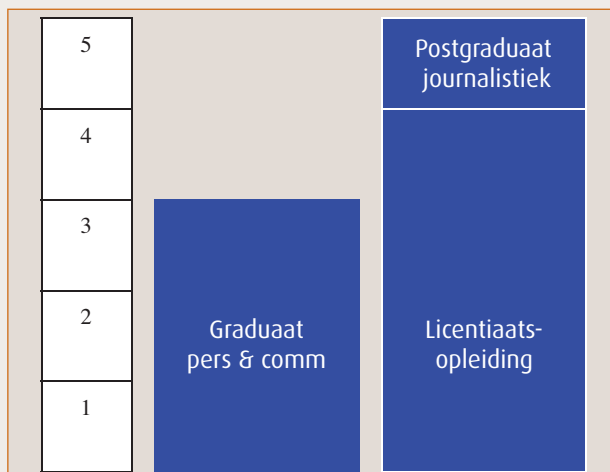 5
4
3
2
1
Graduaat
pers & comm
Postgraduaat
journalistiek
Licentiaats-
opleiding